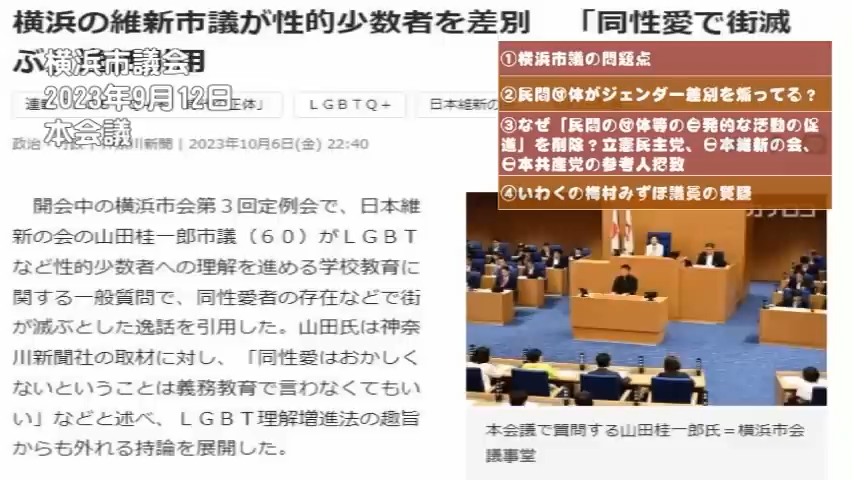 横浜の維新市議が性的少数者を差別 「同性愛で街滅
ぶ
用
横浜市議会
2023年9月12日
本会議
正体」
LGBTQ+
日本維新の
政治・
新聞 | 2023年10月6日(金) 22:40
①横浜市議の問題点
②民間団体がジェンダー差別を煽ってる？
③なぜ「民間の団体等の自発的な活動の促
進」を削除？立憲民主党、日本維新の会、
日本共産党の参考人招致
④いわくの梅村みずほ議員の質疑
カナロコ
開会中の横浜市会第３回定例会で、日本維
新の会の山田桂一郎市議（６０）がＬＧＢＴ
など性的少数者への理解を進める学校教育に
関する一般質問で、同性愛者の存在などで街
が滅ぶとした逸話を引用した。山田氏は神奈
川新聞社の取材に対し、「同性愛はおかしく
ないということは義務教育で言わなくてもい
い」などと述べ、ＬＧＢＴ理解増進法の趣旨
からも外れる持論を展開した。
本会議で質問する山田桂一郎氏＝横浜市会
議事堂